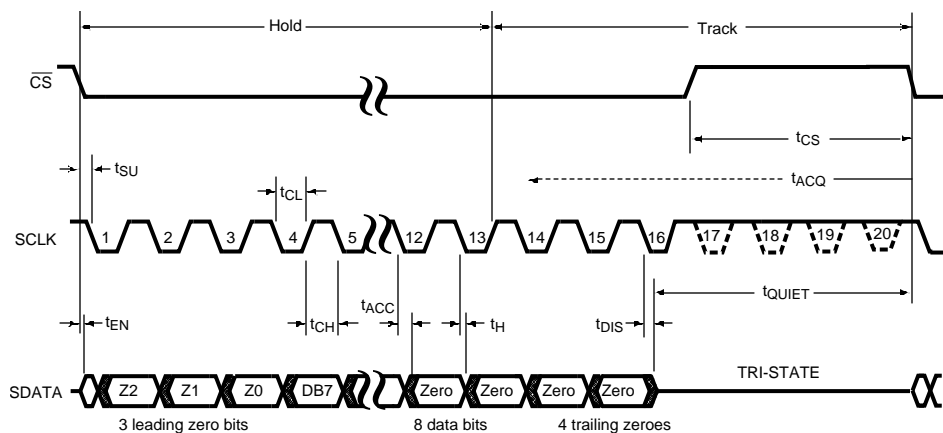 Hold Track
CS
tCS
tSU
tACQ
tCL
SCLK 1 2 3 4 5 12 13 14 15 16 17 18 19 20
tQUIET
tACC
tEN tCH tH tDIS
TRI-STATE
SDATA Z2 Z1 Z0 DB7 Zero Zero Zero Zero
3 leading zero bits 8 data bits 4 trailing zeroes